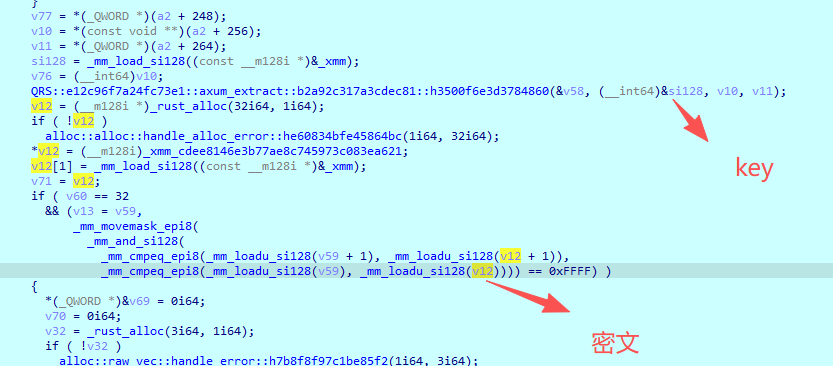 }
v77 = *(_QWORD *)(a2 + 248);
v10 = *(const void **)(a2 + 256);
v11 = *(_QWORD *)(a2 + 264);
si128 = _mm_load_si128((const __m128i *)&_xmm);
v76 = (__int64)v10;
QRS::e12c96f7a24fc73e1::axum_extract::b2a92c317a3cdec81::h3500f6e3d3784860(&v58, (__int64)&si128, v10, v11);
v12 = (__m128i *)_rust_alloc(32i64, 1i64);
if ( !v12 )
alloc::alloc::handle_alloc_error::he60834bfe45864bc(1i64, 32i64);
*v12 = (__m128i)_xmm_cdee8146e3b77ae8c745973c083ea621;
v12[1] = _mm_load_si128((const __m128i *)&_xmm);
v71 = v12;
if ( v60 == 32
&& (v13 = v59,
_mm_movemask_epi8(
_mm_and_si128(
_mm_cmpeq_epi8(_mm_loadu_si128(v59 + 1), _mm_loadu_si128(v12 + 1)),
_mm_cmpeq_epi8(_mm_loadu_si128(v59), _mm_loadu_si128(v12)))) == 0xFFFF) )
{
*(_QWORD *)&v69 = 0i64;
v70 = 0i64;
v32 = _rust_alloc(3i64, 1i64);
if ( !v32 )
alloc::raw_vec::handle_error::h7b8f8f97c1be85f2(1i64, 3i64);
key
密文